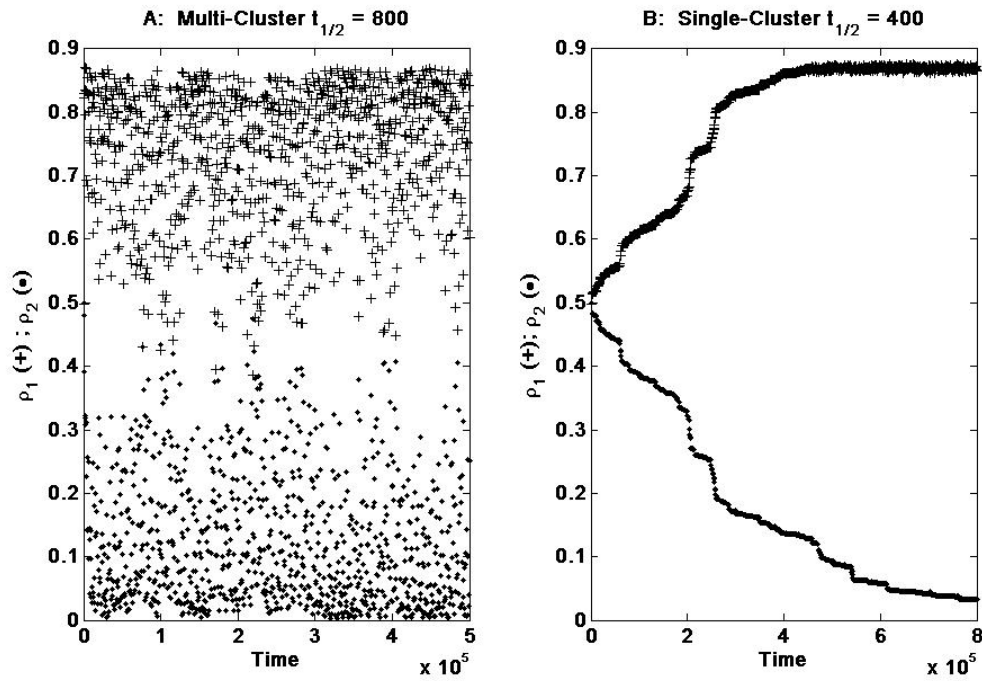 A: Multi-Cluster t1/2 = 800
0.9
0.8
0.7
0.6
0.5
0.4
0.3
0.2
0.1
0
ρ1 (+) ; ρ2 (•)
0 1 2 3 4 5
Time
x 10^5
B: Single-Cluster t1/2 = 400
0.9
0.8
0.7
0.6
0.5
0.4
0.3
0.2
0.1
0
ρ1 (+); ρ2 (•)
0 2 4 6 8
Time
x 10^5